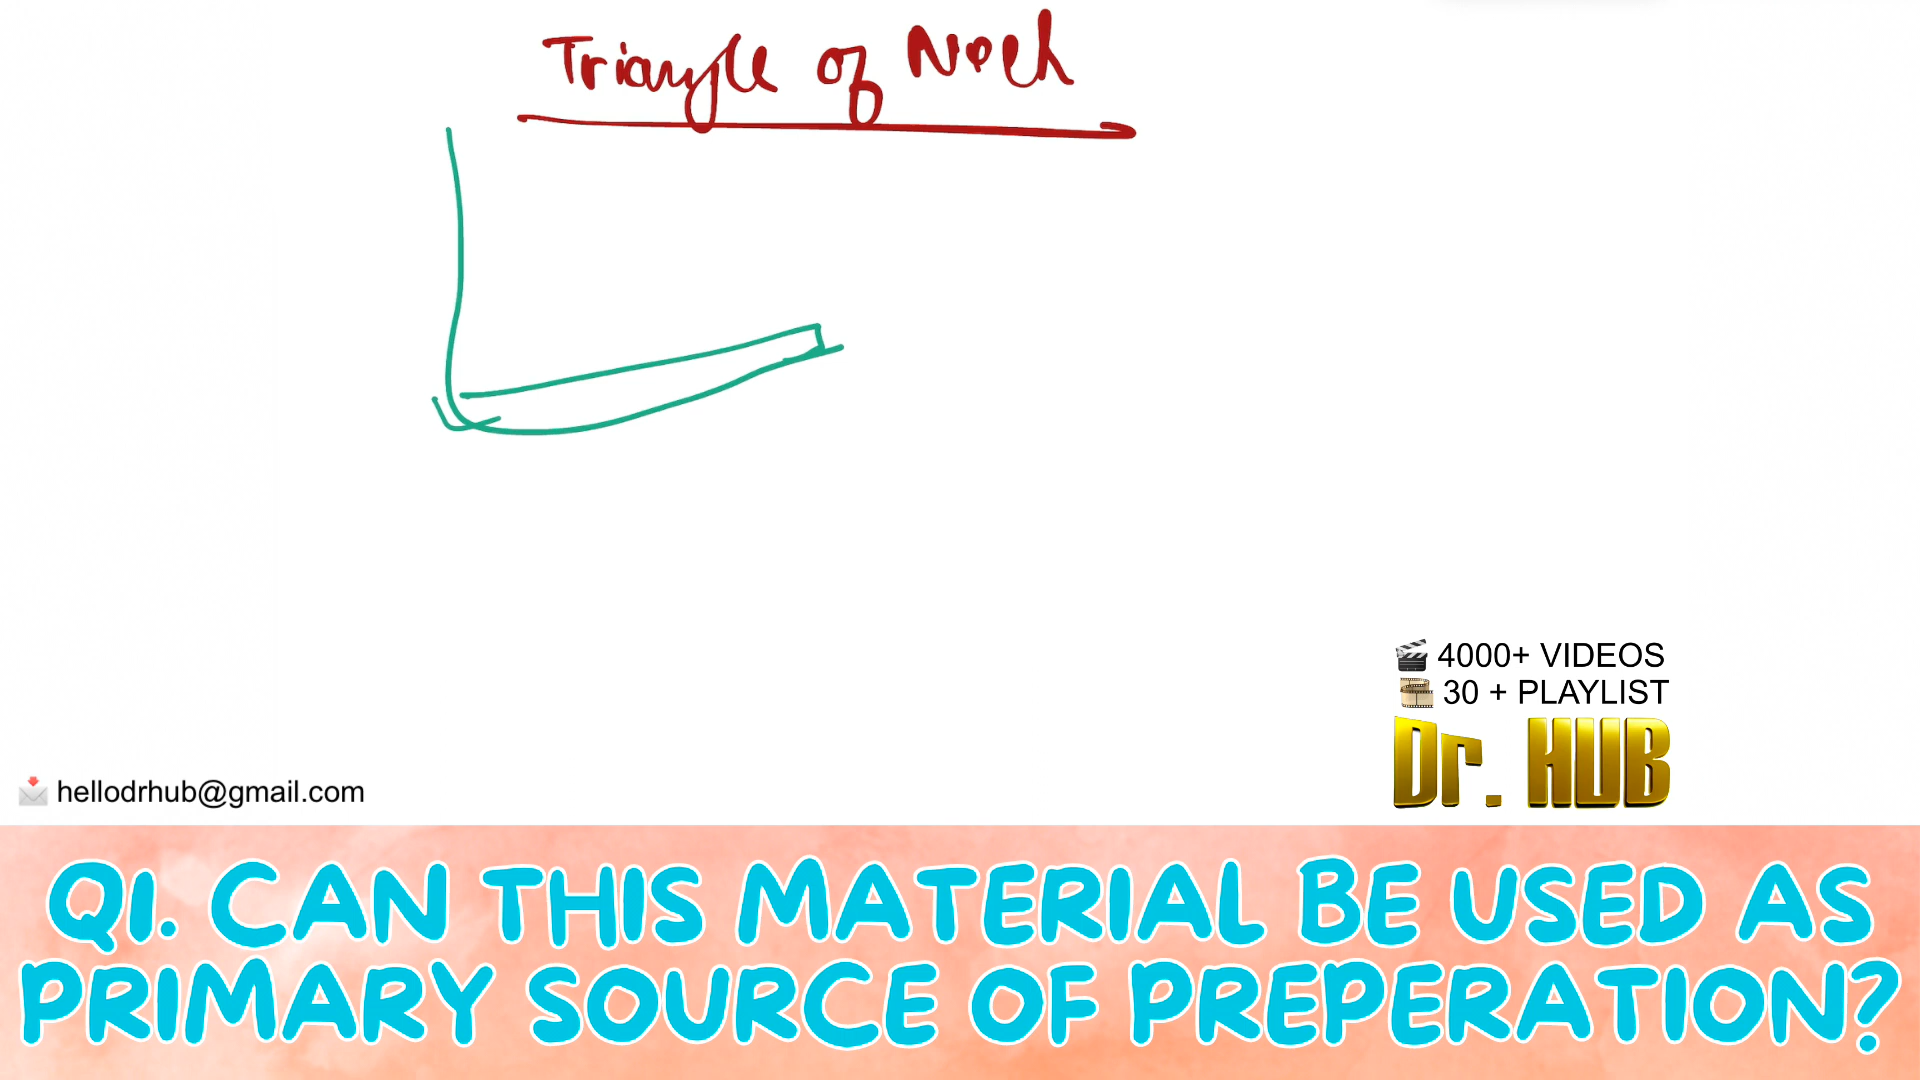 Triangle of Neck
🎬 4000+ VIDEOS
🎞️ 30 + PLAYLIST
Dr. HUB
📩 hellodrhub@gmail.com
Q1. CAN THIS MATERIAL BE USED AS
PRIMARY SOURCE OF PREPERATION?